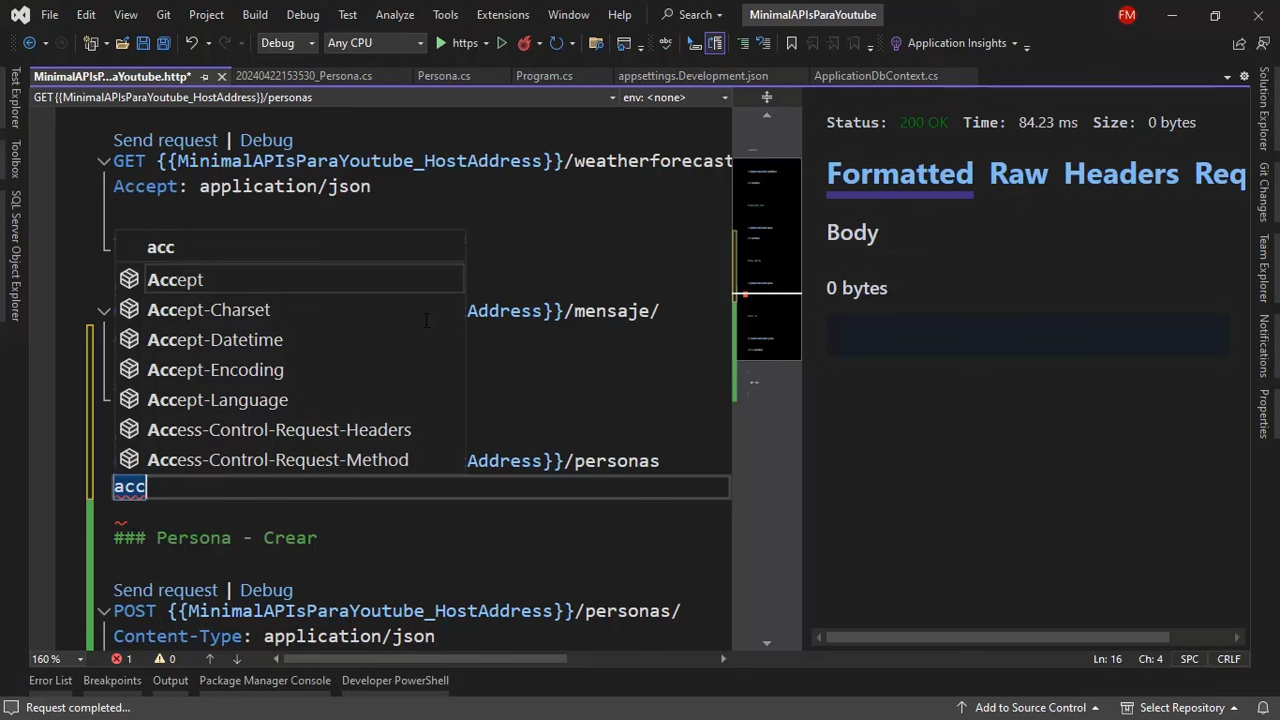 File Edit View Git Project Build Debug Test Analyze Tools Extensions Window Help Search MinimalAPIsParaYoutube FM
Debug Any CPU https Application Insights
MinimalAPIsP...aYoutube.http* 20240422153530_Persona.cs Persona.cs Program.cs appsettings.Development.json ApplicationDbContext.cs
GET{{MinimalAPIsParaYoutube_HostAddress}}/personas env: <none>
Test Explorer
Toolbox
SQL Server Object Explorer
Send request | Debug
GET {{MinimalAPIsParaYoutube_HostAddress}}/weatherforecast
Accept: application/json
acc
Accept
Accept-Charset
Address}}/mensaje/
Accept-Datetime
Accept-Encoding
Accept-Language
Access-Control-Request-Headers
Access-Control-Request-Method
Address}}/personas
acc
### Persona - Crear
Send request | Debug
POST {{MinimalAPIsParaYoutube_HostAddress}}/personas/
Content-Type: application/json
Status: 200 OK Time: 84.23 ms Size: 0 bytes
Formatted Raw Headers Req
Body
0 bytes
Solution Explorer
Git Changes
Team Explorer
Notifications
Properties
160 % 1 0 Ln: 16 Ch: 4 SPC CRLF
Error List Breakpoints Output Package Manager Console Developer PowerShell
Request completed... Add to Source Control Select Repository